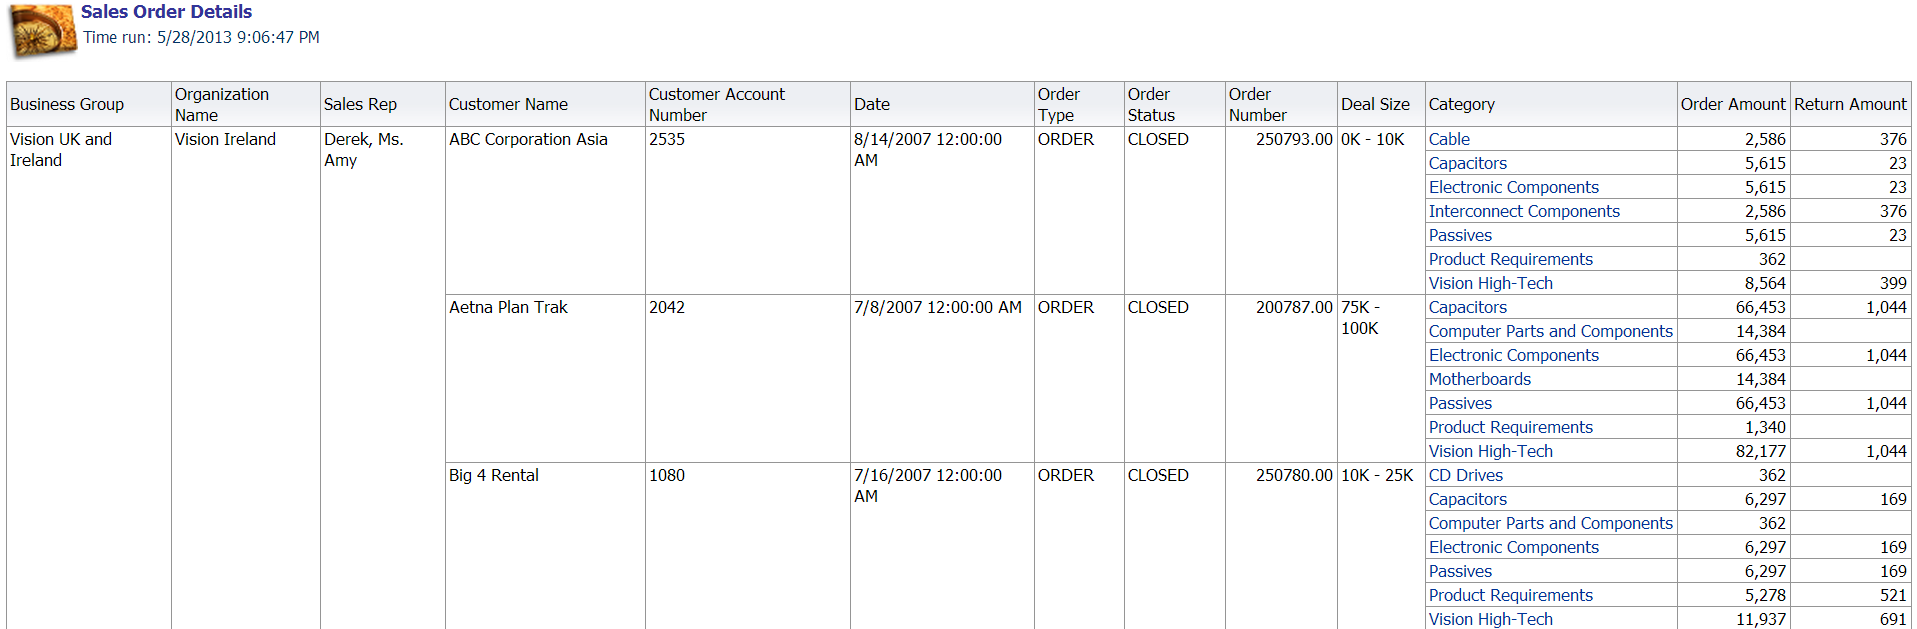 Sales Order Details
Time run: 5/28/2013 9:06:47 PM
Business Group Organization Name Sales Rep Customer Name Customer Account Number Date Order Type Order Status Order Number Deal Size Category Order Amount Return Amount
Vision UK and Ireland Vision Ireland Derek, Ms. Amy ABC Corporation Asia 2535 8/14/2007 12:00:00 AM ORDER CLOSED 250793.00 0K - 10K Cable 2,586 376
Capacitors 5,615 23
Electronic Components 5,615 23
Interconnect Components 2,586 376
Passives 5,615 23
Product Requirements 362
Vision High-Tech 8,564 399
Aetna Plan Trak 2042 7/8/2007 12:00:00 AM ORDER CLOSED 200787.00 75K - 100K Capacitors 66,453 1,044
Computer Parts and Components 14,384
Electronic Components 66,453 1,044
Motherboards 14,384
Passives 66,453 1,044
Product Requirements 1,340
Vision High-Tech 82,177 1,044
Big 4 Rental 1080 7/16/2007 12:00:00 AM ORDER CLOSED 250780.00 10K - 25K CD Drives 362
Capacitors 6,297 169
Computer Parts and Components 362
Electronic Components 6,297 169
Passives 6,297 169
Product Requirements 5,278 521
Vision High-Tech 11,937 691